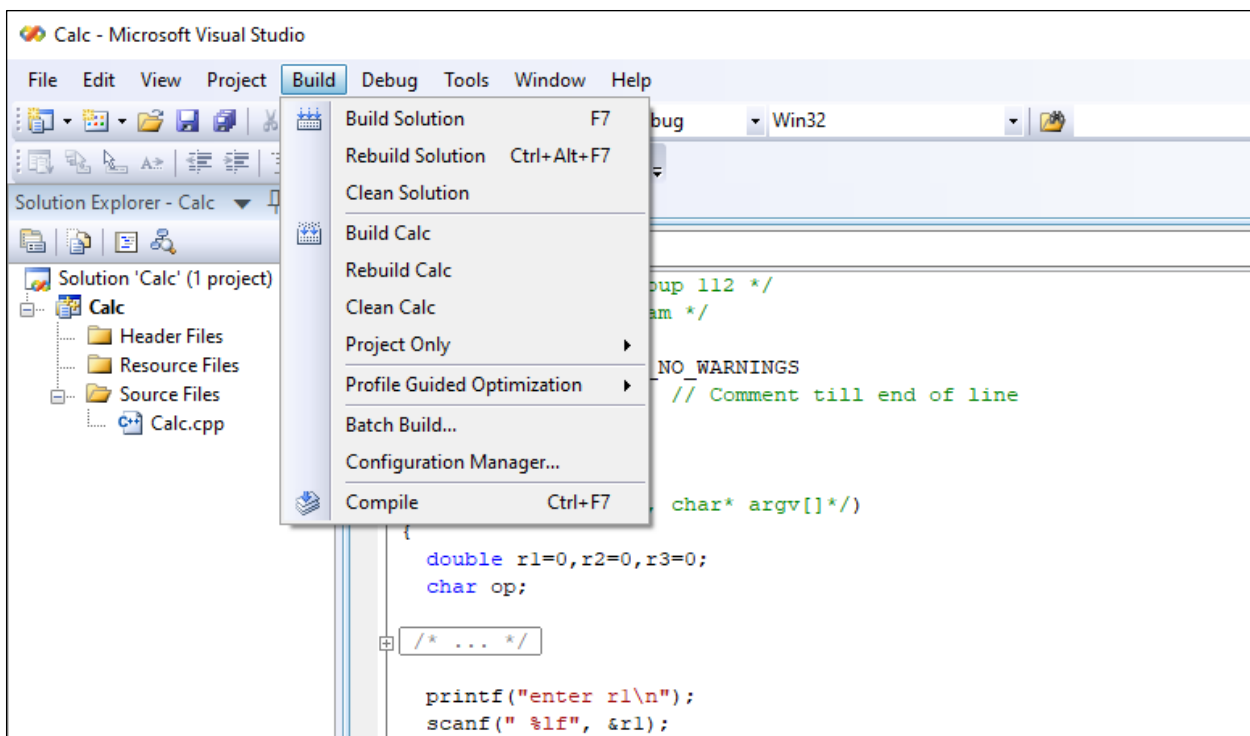 Calc - Microsoft Visual Studio
File Edit View Project Build Debug Tools Window Help
Build Solution F7
bug Win32
Rebuild Solution Ctrl+Alt+F7
Clean Solution
Solution Explorer - Calc
Build Calc
Rebuild Calc
Clean Calc
Project Only
Profile Guided Optimization
Batch Build...
Configuration Manager...
Compile Ctrl+F7
Solution 'Calc' (1 project)
Calc
Header Files
Resource Files
Source Files
Calc.cpp
oup 112 */
am */
_NO_WARNINGS
// Comment till end of line
, char* argv[]*/)
{
double r1=0,r2=0,r3=0;
char op;
/* ... */
printf("enter r1\n");
scanf(" %lf", &r1);